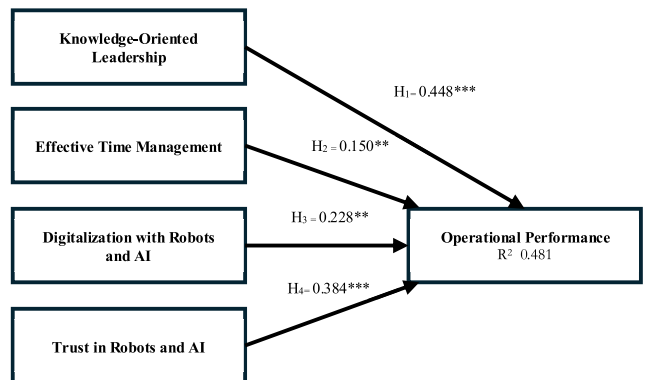 Knowledge-Oriented
Leadership
H₁= 0.448***
Effective Time Management
H₂ = 0.150**
Digitalization with Robots
and AI
H₃ = 0.228**
Operational Performance
R² 0.481
H₄= 0.384***
Trust in Robots and AI